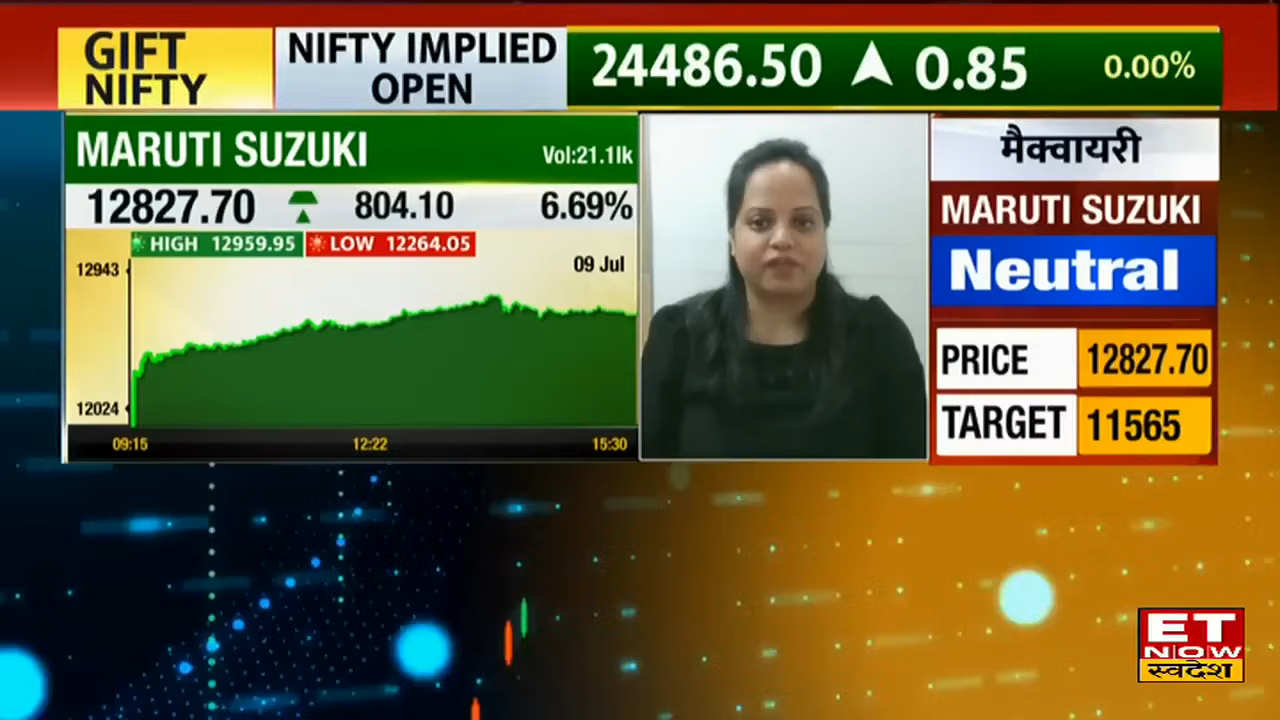 GIFT
NIFTY
NIFTY IMPLIED
OPEN
24486.50 0.85 0.00%
MARUTI SUZUKI Vol:21.1lk
12827.70 804.10 6.69%
HIGH 12959.95 LOW 12264.05
12943
09 Jul
12024
09:15 12:22 15:30
मैक्वायरी
MARUTI SUZUKI
Neutral
PRICE 12827.70
TARGET 11565
ET
NOW
स्वदेश